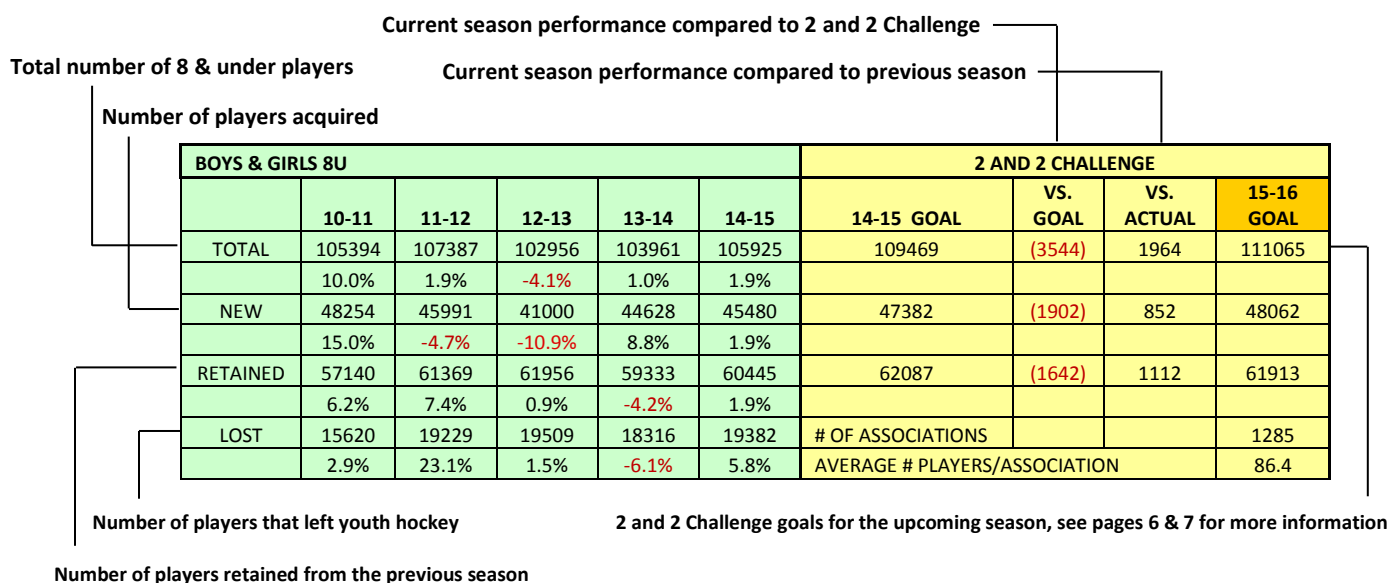 Current season performance compared to 2 and 2 Challenge
Total number of 8 & under players
Current season performance compared to previous season
Number of players acquired
BOYS & GIRLS 8U 2 AND 2 CHALLENGE
10-11 11-12 12-13 13-14 14-15 14-15 GOAL VS. GOAL VS. ACTUAL 15-16 GOAL
TOTAL 105394 107387 102956 103961 105925 109469 (3544) 1964 111065
10.0% 1.9% -4.1% 1.0% 1.9%
NEW 48254 45991 41000 44628 45480 47382 (1902) 852 48062
15.0% -4.7% -10.9% 8.8% 1.9%
RETAINED 57140 61369 61956 59333 60445 62087 (1642) 1112 61913
6.2% 7.4% 0.9% -4.2% 1.9%
LOST 15620 19229 19509 18316 19382 # OF ASSOCIATIONS 1285
2.9% 23.1% 1.5% -6.1% 5.8% AVERAGE # PLAYERS/ASSOCIATION 86.4
Number of players that left youth hockey
2 and 2 Challenge goals for the upcoming season, see pages 6 & 7 for more information
Number of players retained from the previous season